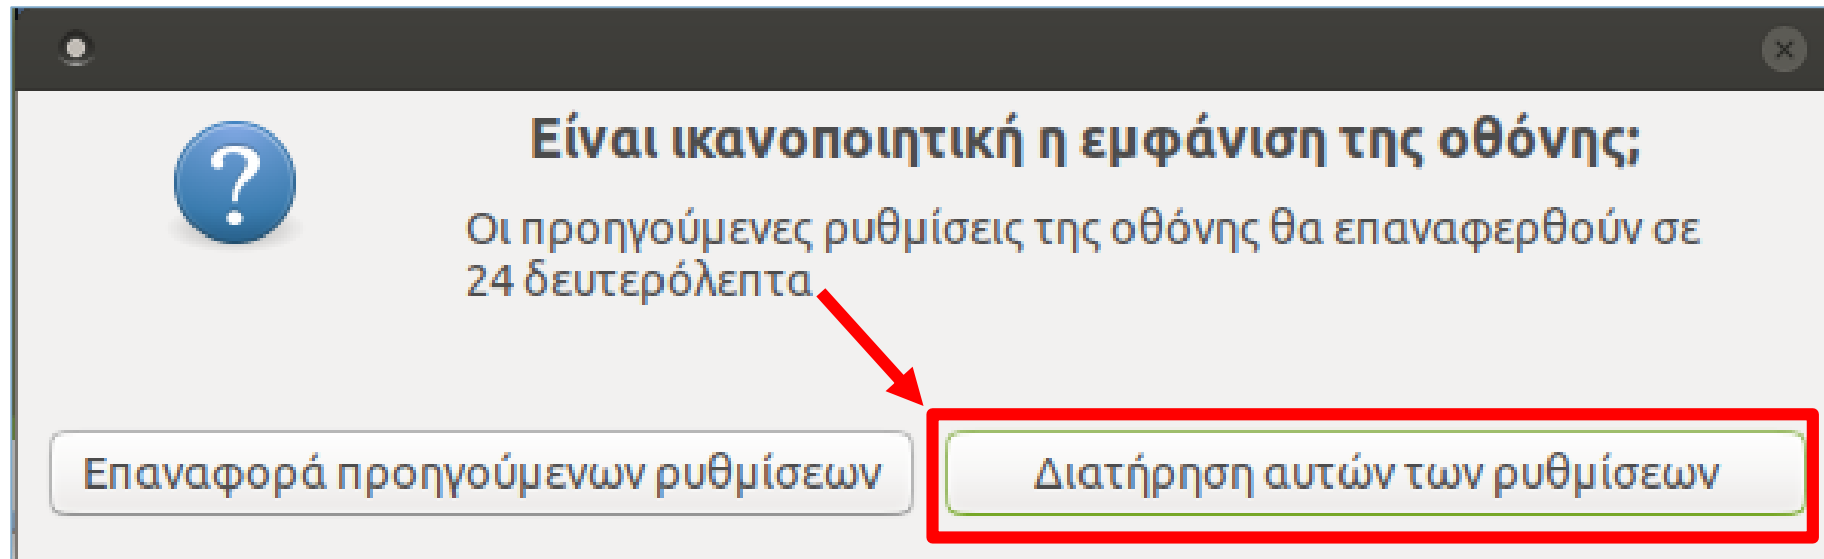 Είναι ικανοποιητική η εμφάνιση της οθόνης;
Οι προηγούμενες ρυθμίσεις της οθόνης θα επαναφερθούν σε
24 δευτερόλεπτα
Επαναφορά προηγούμενων ρυθμίσεων
Διατήρηση αυτών των ρυθμίσεων